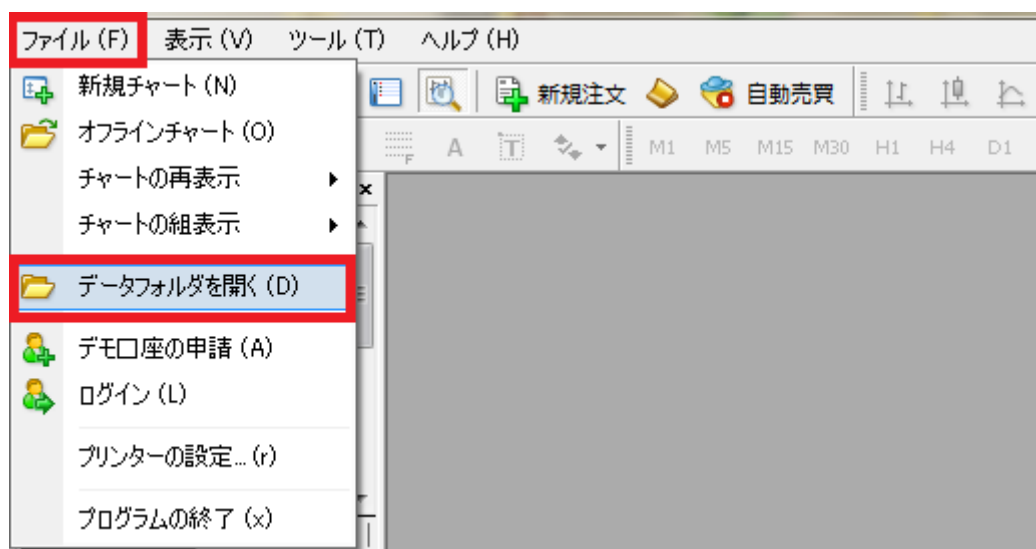 ファイル (F) 表示 (V) ツール (T) ヘルプ (H)
新規チャート (N)
オフラインチャート (O)
チャートの再表示
チャートの組表示
データフォルダを開く (D)
デモ口座の申請 (A)
ログイン (L)
プリンターの設定... (r)
プログラムの終了 (x)
新規注文 自動売買
F A T M1 M5 M15 M30 H1 H4 D1